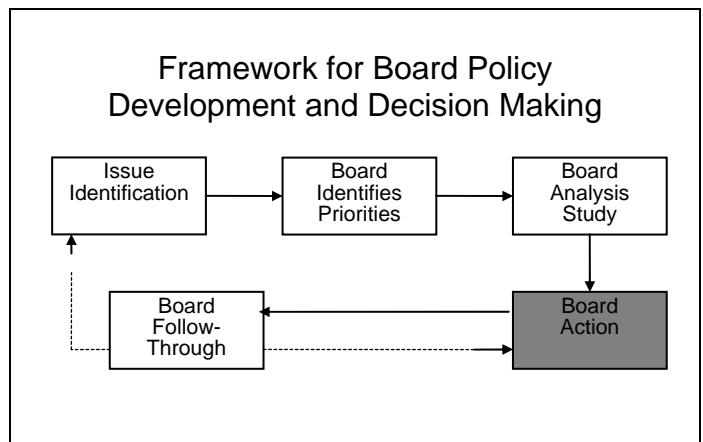 Framework for Board Policy
Development and Decision Making
Issue
Identification
Board
Identifies
Priorities
Board
Analysis
Study
Board
Follow-
Through
Board
Action